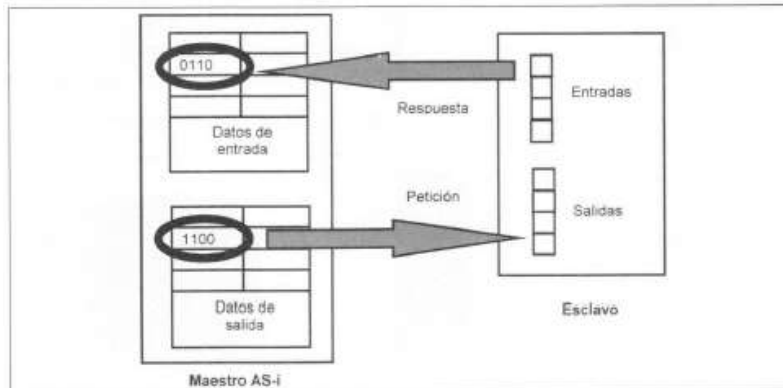 0110
Datos de
entrada
Respuesta
Entradas
Petición
1100
Salidas
Datos de
salida
Esclavo
Maestro AS-i